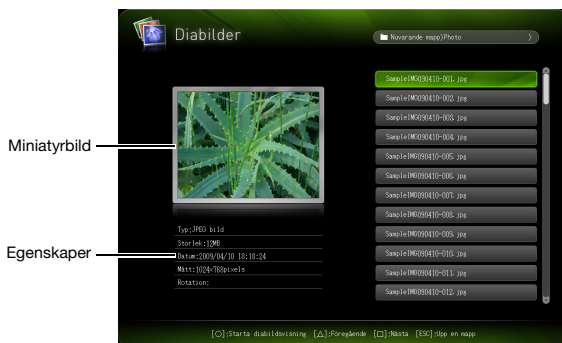 Diabilder
Nuvarande mapp)Photo )
SampleIMG090410-001.jpg
SampleIMG090410-002.jpg
SampleIMG090410-003.jpg
SampleIMG090410-004.jpg
SampleIMG090410-005.jpg
SampleIMG090410-006.jpg
SampleIMG090410-007.jpg
SampleIMG090410-008.jpg
SampleIMG090410-009.jpg
SampleIMG090410-010.jpg
SampleIMG090410-011.jpg
SampleIMG090410-012.jpg
Miniatyrbild
Egenskaper
Typ:JPEG bild
Storlek:12MB
Datum:2009/04/10 18:18:24
Mått:1024×768pixels
Rotation:
[○];Starta diabildsvisning [△];Föregående [□];Nästa [ESC];Upp en mapp